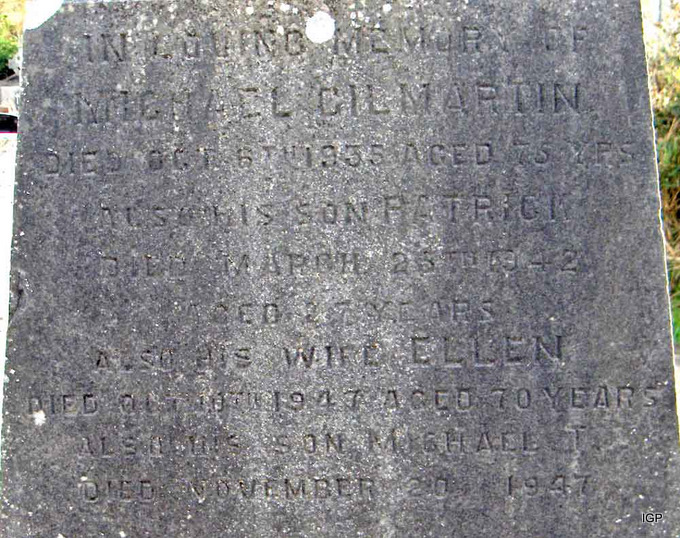 IN LOVING MEMORY OF
MICHAEL GILMARTIN
DIED OCT. 6TH 1935 AGED 75 YRS
ALSO HIS SON PATRICK
DIED MARCH 25TH 1942
AGED 27 YEARS
ALSO HIS WIFE ELLEN
DIED OCT 10TH 1947 AGED 70 YEARS
ALSO HIS SON MICHAEL T.
DIED NOVEMBER 20 1947
IGP